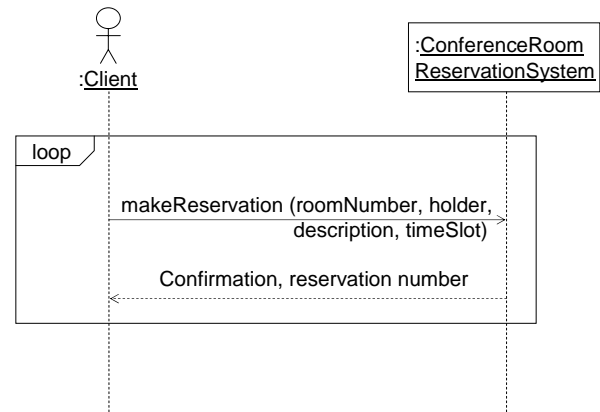 :ConferenceRoom
ReservationSystem
:Client
loop
makeReservation (roomNumber, holder,
description, timeSlot)
Confirmation, reservation number